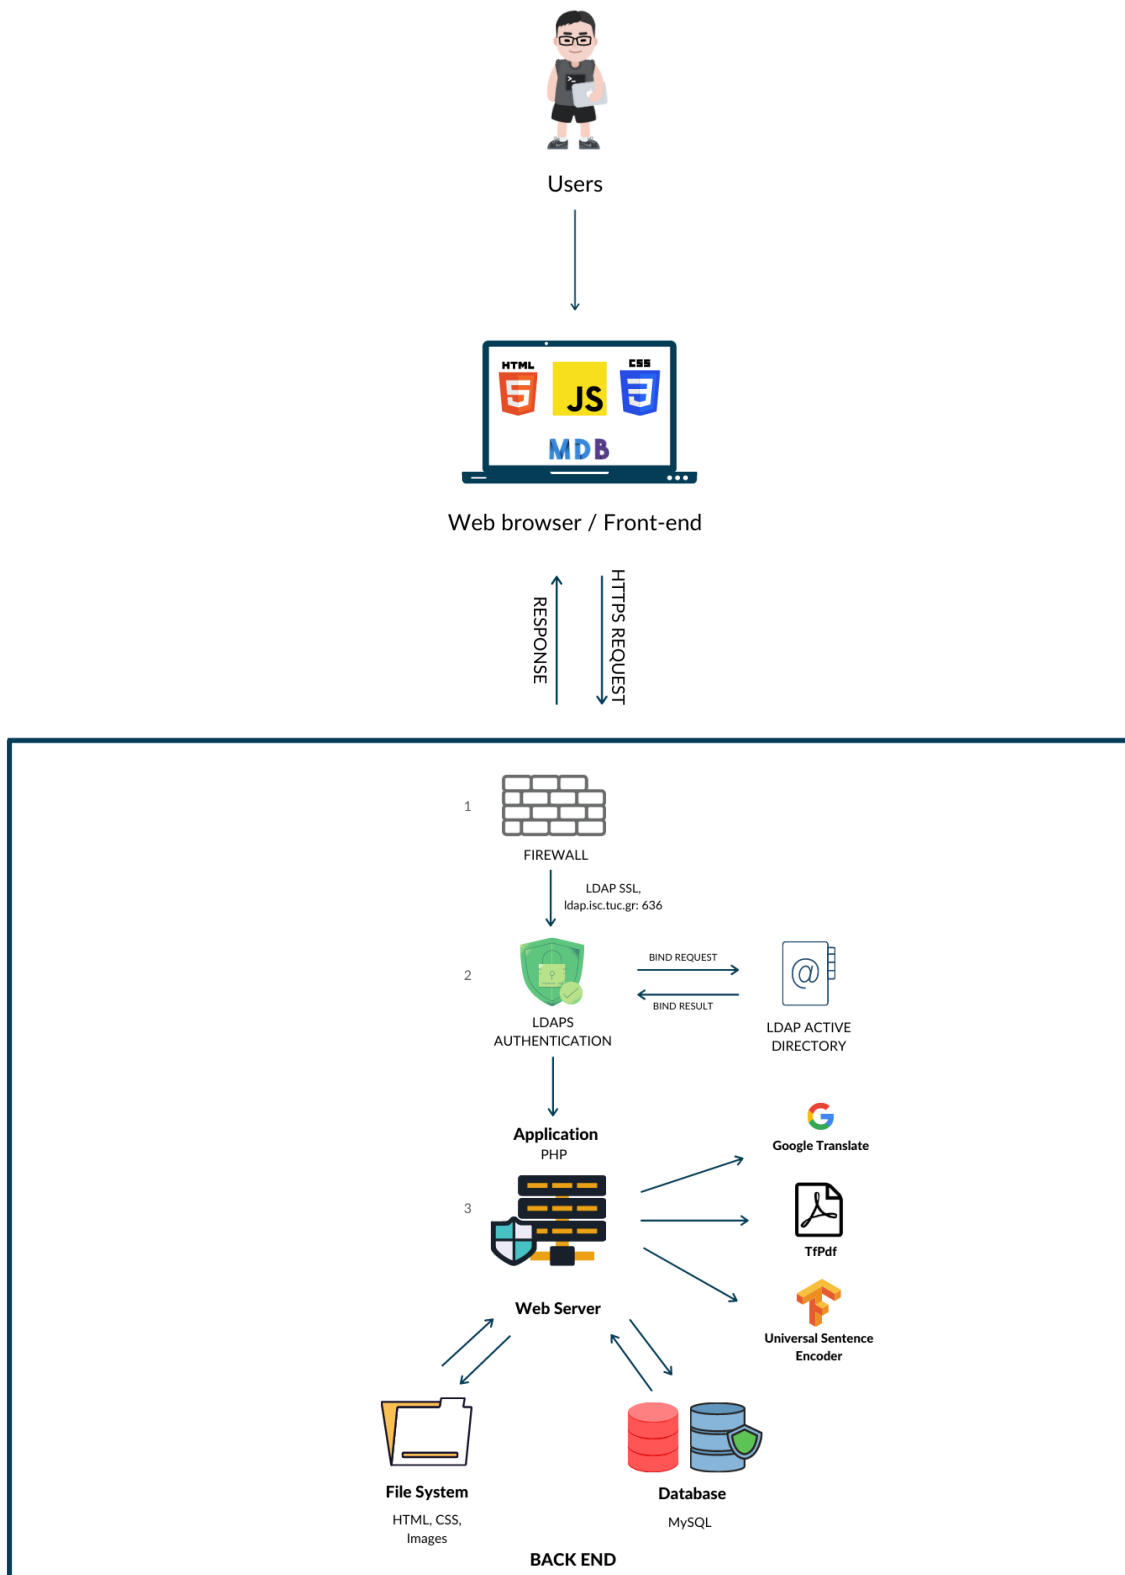 >_
Users
HTML
JS
CSS
MDB
Web browser / Front-end
RESPONSE
HTTPS REQUEST
1
FIREWALL
LDAP SSL,
ldap.isc.tuc.gr: 636
2
LDAPS
AUTHENTICATION
BIND REQUEST
BIND RESULT
@
LDAP ACTIVE
DIRECTORY
Application
PHP
3
Web Server
G
Google Translate
TfPdf
Universal Sentence
Encoder
File System
HTML, CSS,
Images
Database
MySQL
BACK END